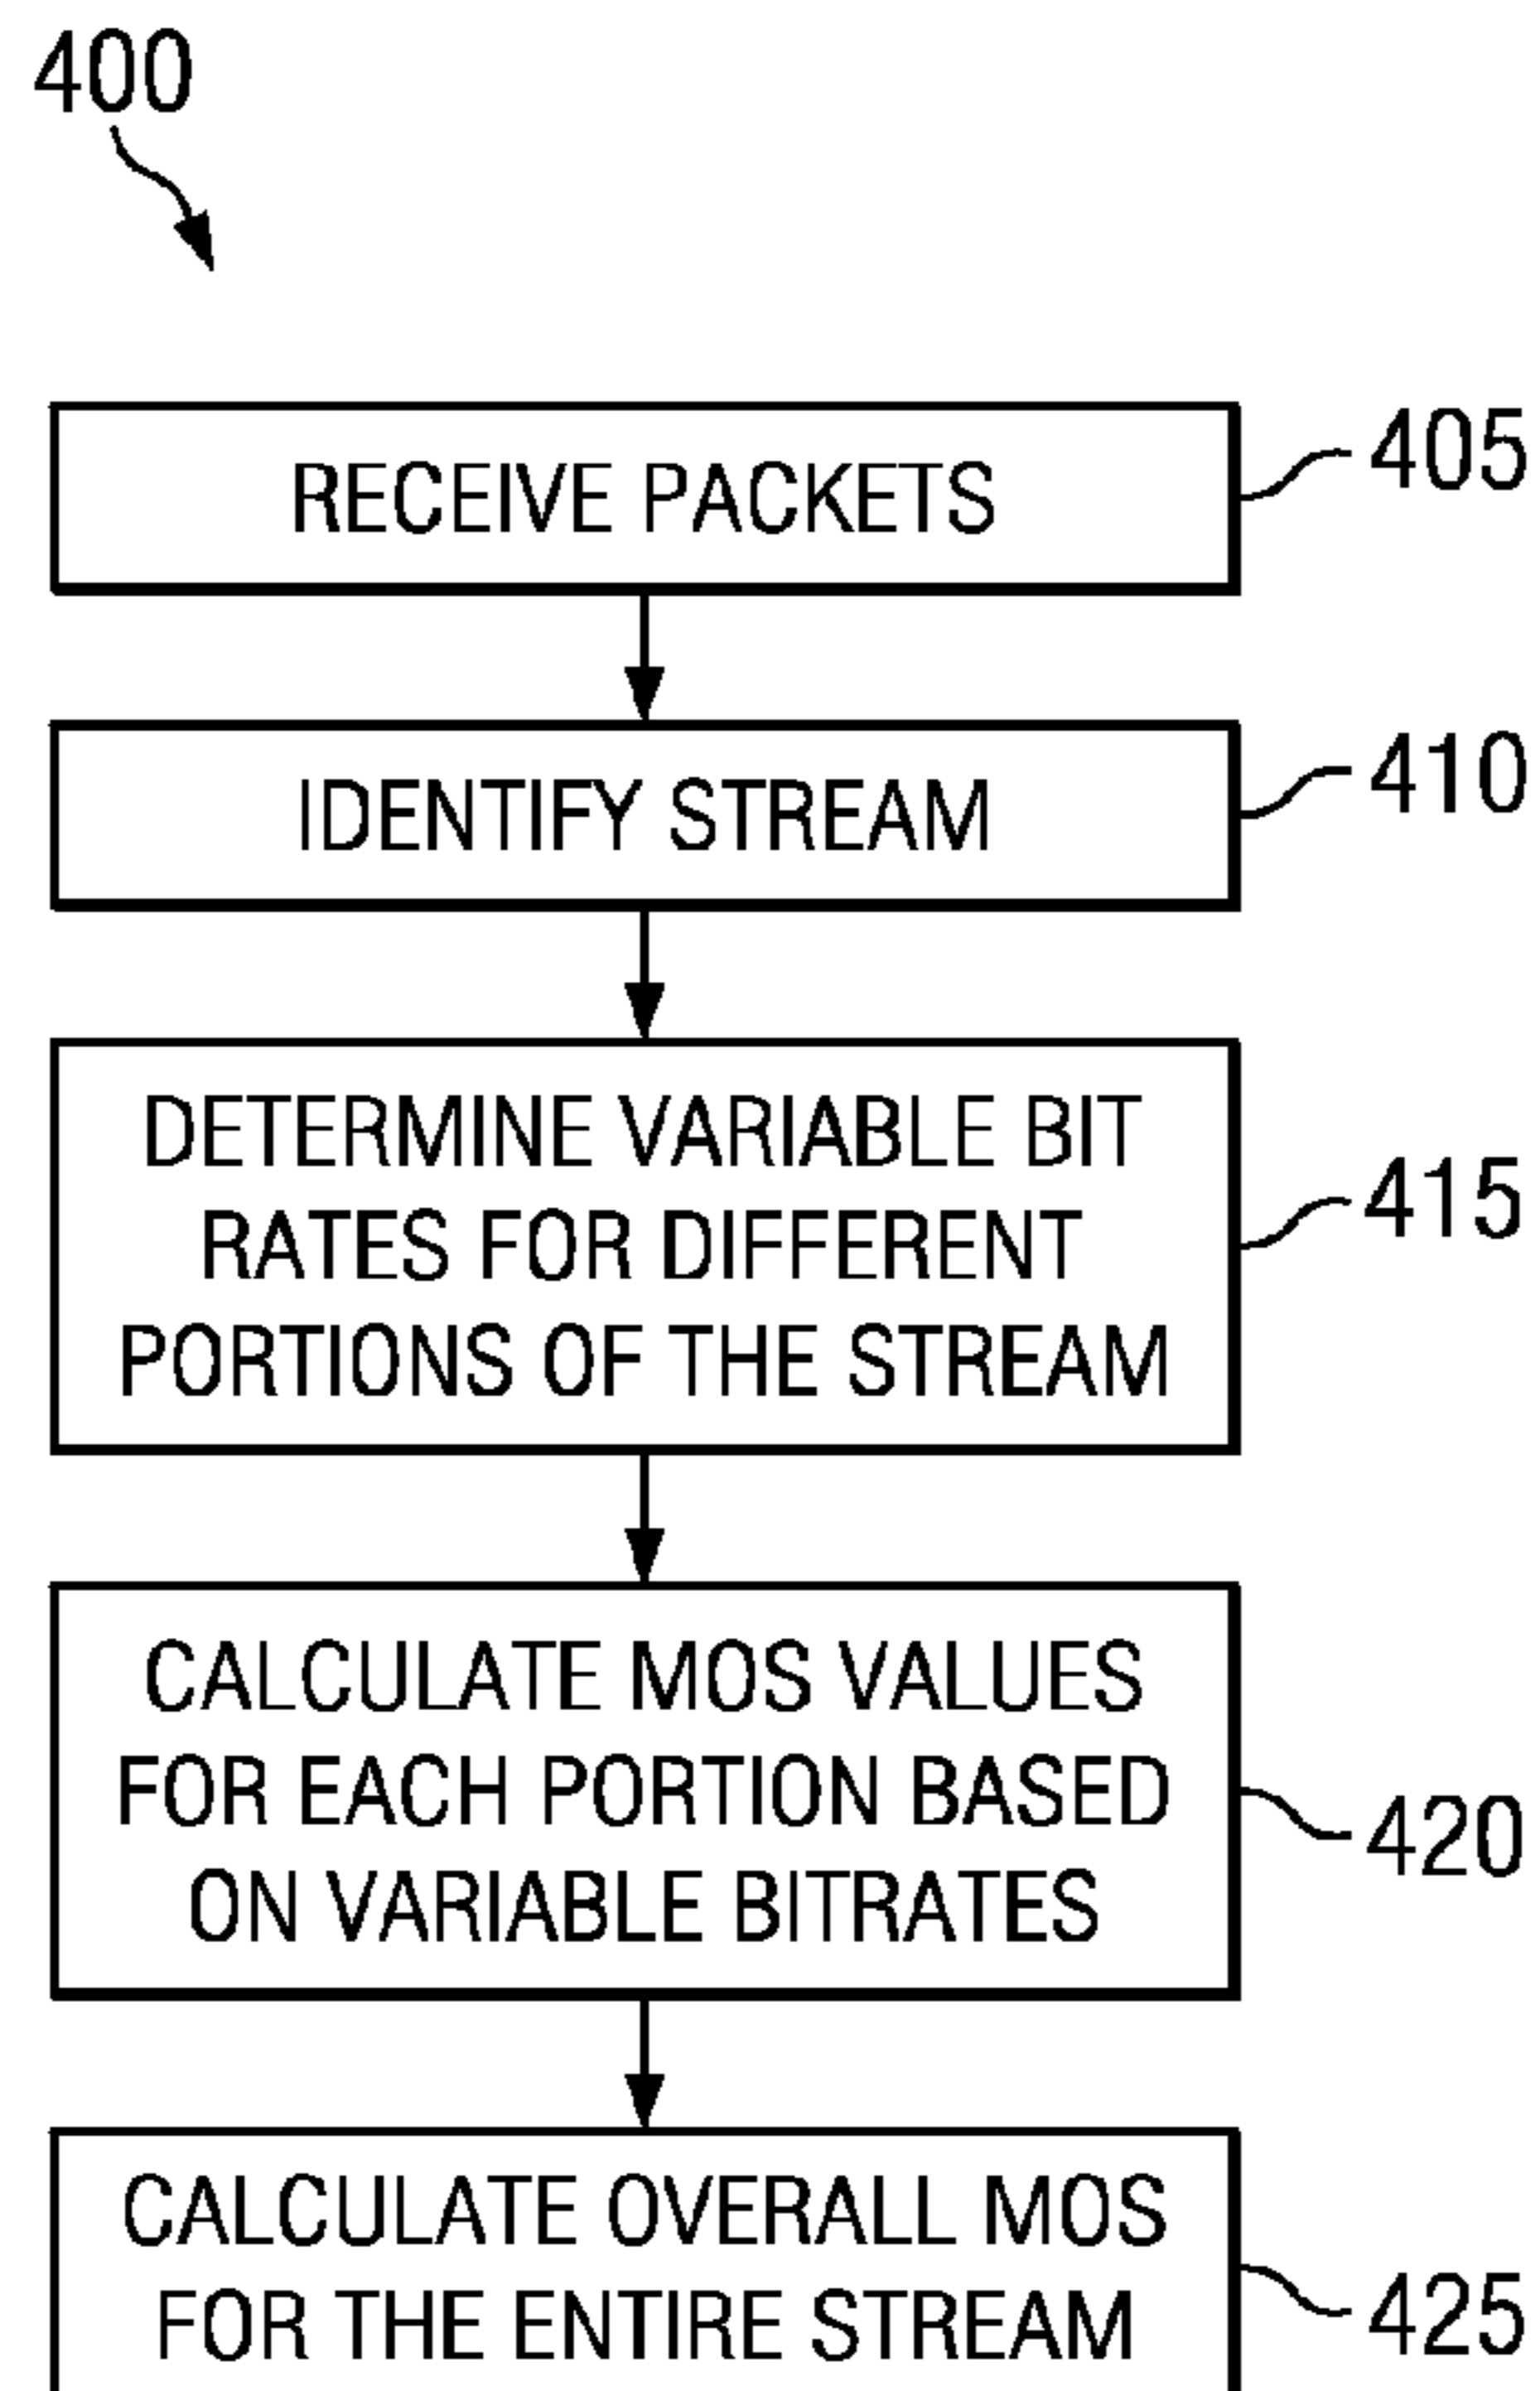 400
RECEIVE PACKETS
405
IDENTIFY STREAM
410
DETERMINE VARIABLE BIT
RATES FOR DIFFERENT
PORTIONS OF THE STREAM
415
CALCULATE MOS VALUES
FOR EACH PORTION BASED
ON VARIABLE BITRATES
420
CALCULATE OVERALL MOS
FOR THE ENTIRE STREAM
425